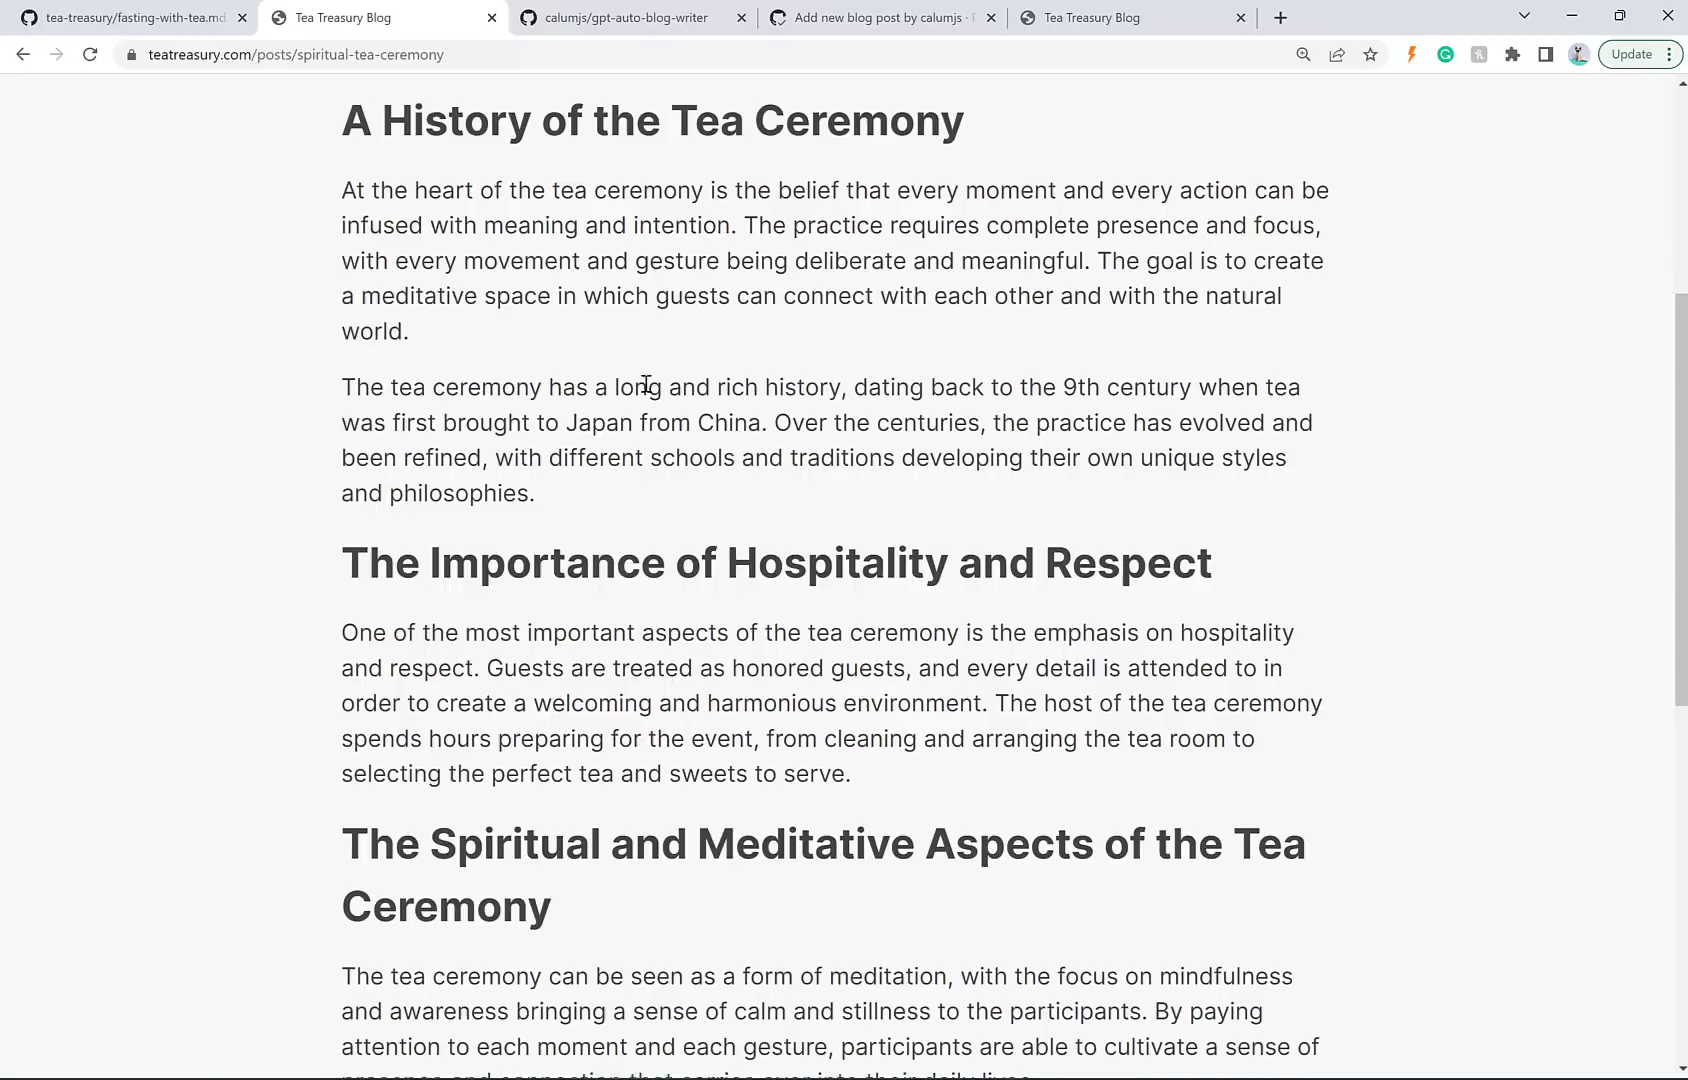 tea-treasury/fasting-with-tea.md
Tea Treasury Blog
calumjs/gpt-auto-blog-writer
Add new blog post by calumjs ·
Tea Treasury Blog
teatreasury.com/posts/spiritual-tea-ceremony
Update
A History of the Tea Ceremony
At the heart of the tea ceremony is the belief that every moment and every action can be
infused with meaning and intention. The practice requires complete presence and focus,
with every movement and gesture being deliberate and meaningful. The goal is to create
a meditative space in which guests can connect with each other and with the natural
world.
The tea ceremony has a long and rich history, dating back to the 9th century when tea
was first brought to Japan from China. Over the centuries, the practice has evolved and
been refined, with different schools and traditions developing their own unique styles
and philosophies.
The Importance of Hospitality and Respect
One of the most important aspects of the tea ceremony is the emphasis on hospitality
and respect. Guests are treated as honored guests, and every detail is attended to in
order to create a welcoming and harmonious environment. The host of the tea ceremony
spends hours preparing for the event, from cleaning and arranging the tea room to
selecting the perfect tea and sweets to serve.
The Spiritual and Meditative Aspects of the Tea
Ceremony
The tea ceremony can be seen as a form of meditation, with the focus on mindfulness
and awareness bringing a sense of calm and stillness to the participants. By paying
attention to each moment and each gesture, participants are able to cultivate a sense of